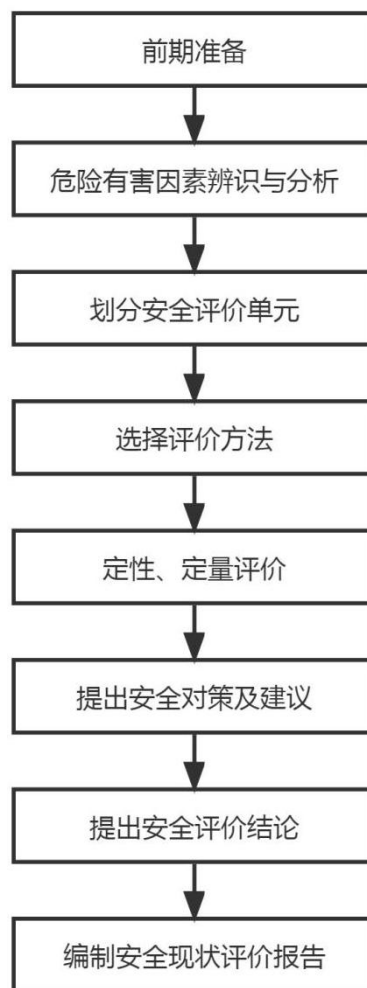 前期准备
危险有害因素辨识与分析
划分安全评价单元
选择评价方法
定性、定量评价
提出安全对策及建议
提出安全评价结论
编制安全现状评价报告